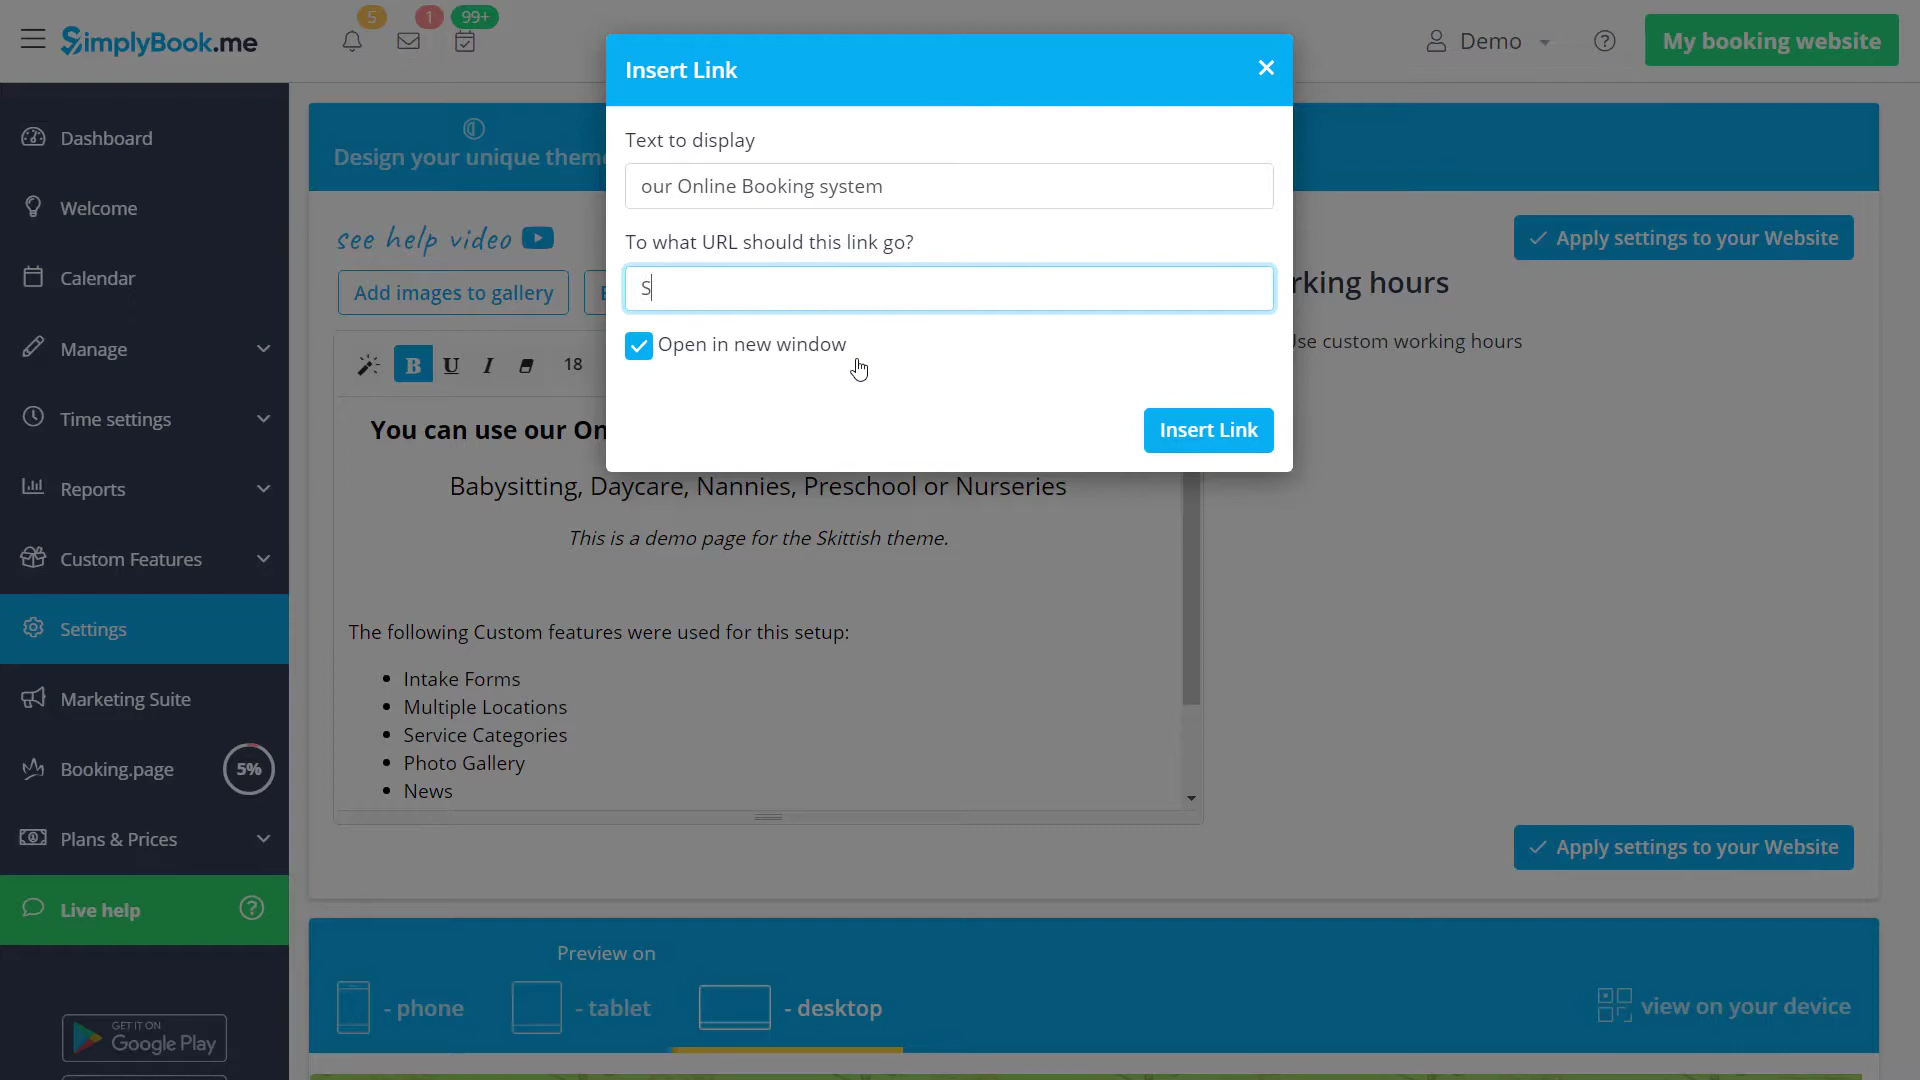 SimplyBook.me
5
1
99+
Demo
My booking website
Insert Link
Text to display
our Online Booking system
To what URL should this link go?
S
Open in new window
Insert Link
Dashboard
Welcome
Calendar
Manage
Time settings
Reports
Custom Features
Settings
Marketing Suite
Booking.page
5%
Plans & Prices
Live help
GET IT ON
Google Play
Design your unique theme
see help video
Add images to gallery
B U I 18
You can use our On
Babysitting, Daycare, Nannies, Preschool or Nurseries
This is a demo page for the Skittish theme.
The following Custom features were used for this setup:
Intake Forms
Multiple Locations
Service Categories
Photo Gallery
News
Apply settings to your Website
rking hours
Use custom working hours
Apply settings to your Website
Preview on
- phone
- tablet
- desktop
view on your device